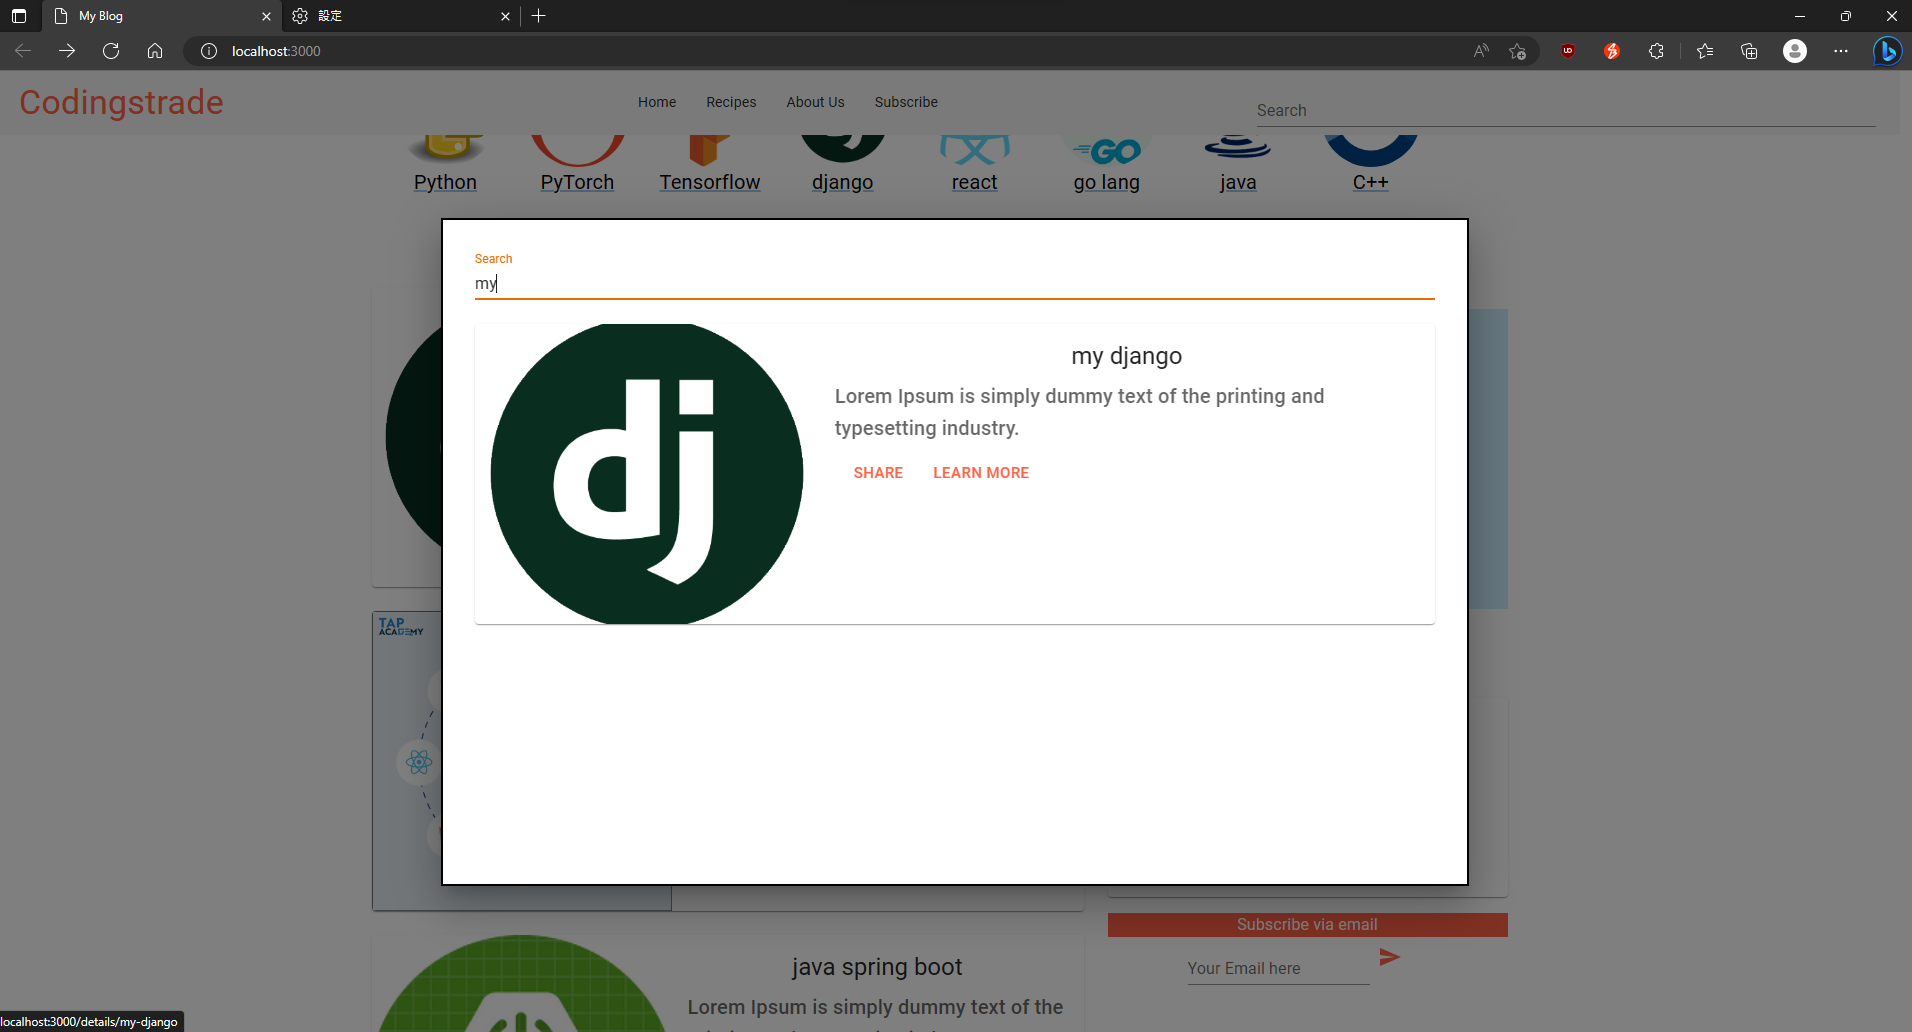 My Blog
設定
localhost:3000
Codingstrade
Home Recipes About Us Subscribe
Search
GO
Python PyTorch Tensorflow django react go lang java C++
Search
my
dj
my django
Lorem Ipsum is simply dummy text of the printing and
typesetting industry.
SHARE LEARN MORE
TAP
ACADEMY
Subscribe via email
Your Email here
java spring boot
Lorem Ipsum is simply dummy text of the
localhost:3000/details/my-django